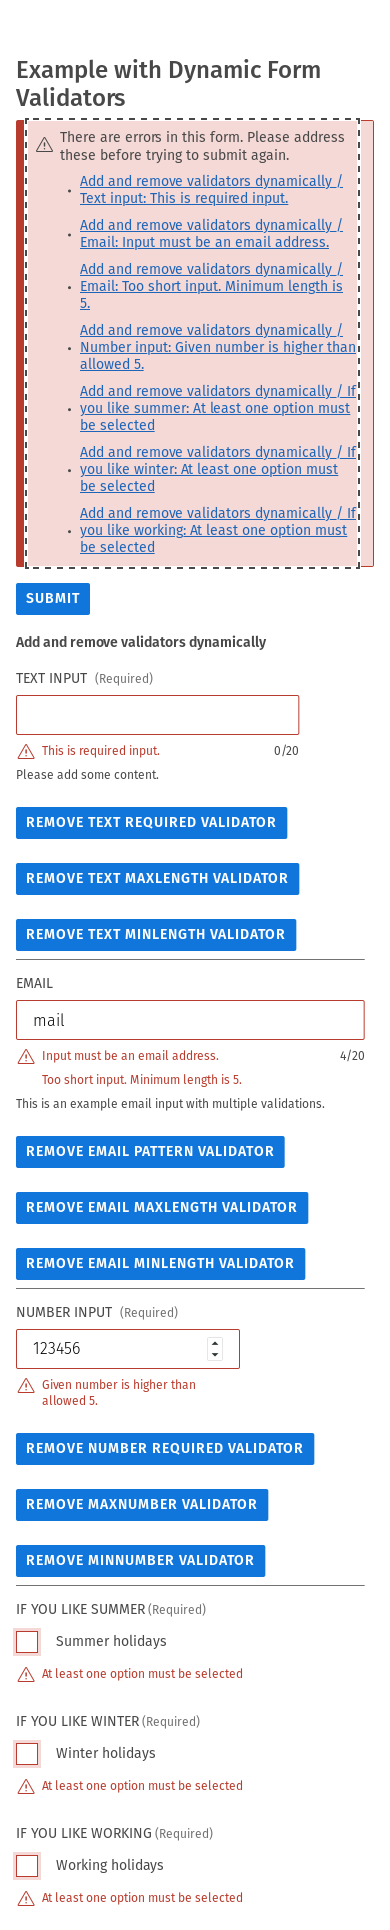 Example with Dynamic Form
Validators
There are errors in this form. Please address
these before trying to submit again.
Add and remove validators dynamically /
Text input: This is required input.
Add and remove validators dynamically /
Email: Input must be an email address.
Add and remove validators dynamically /
Email: Too short input. Minimum length is
5.
Add and remove validators dynamically /
Number input: Given number is higher than
allowed 5.
Add and remove validators dynamically / If
you like summer: At least one option must
be selected
Add and remove validators dynamically / If
you like winter: At least one option must
be selected
Add and remove validators dynamically / If
you like working: At least one option must
be selected
SUBMIT
Add and remove validators dynamically
TEXT INPUT (Required)
This is required input. 0/20
Please add some content.
REMOVE TEXT REQUIRED VALIDATOR
REMOVE TEXT MAXLENGTH VALIDATOR
REMOVE TEXT MINLENGTH VALIDATOR
EMAIL
mail
Input must be an email address. 4/20
Too short input. Minimum length is 5.
This is an example email input with multiple validations.
REMOVE EMAIL PATTERN VALIDATOR
REMOVE EMAIL MAXLENGTH VALIDATOR
REMOVE EMAIL MINLENGTH VALIDATOR
NUMBER INPUT (Required)
123456
Given number is higher than
allowed 5.
REMOVE NUMBER REQUIRED VALIDATOR
REMOVE MAXNUMBER VALIDATOR
REMOVE MINNUMBER VALIDATOR
IF YOU LIKE SUMMER (Required)
Summer holidays
At least one option must be selected
IF YOU LIKE WINTER (Required)
Winter holidays
At least one option must be selected
IF YOU LIKE WORKING (Required)
Working holidays
At least one option must be selected